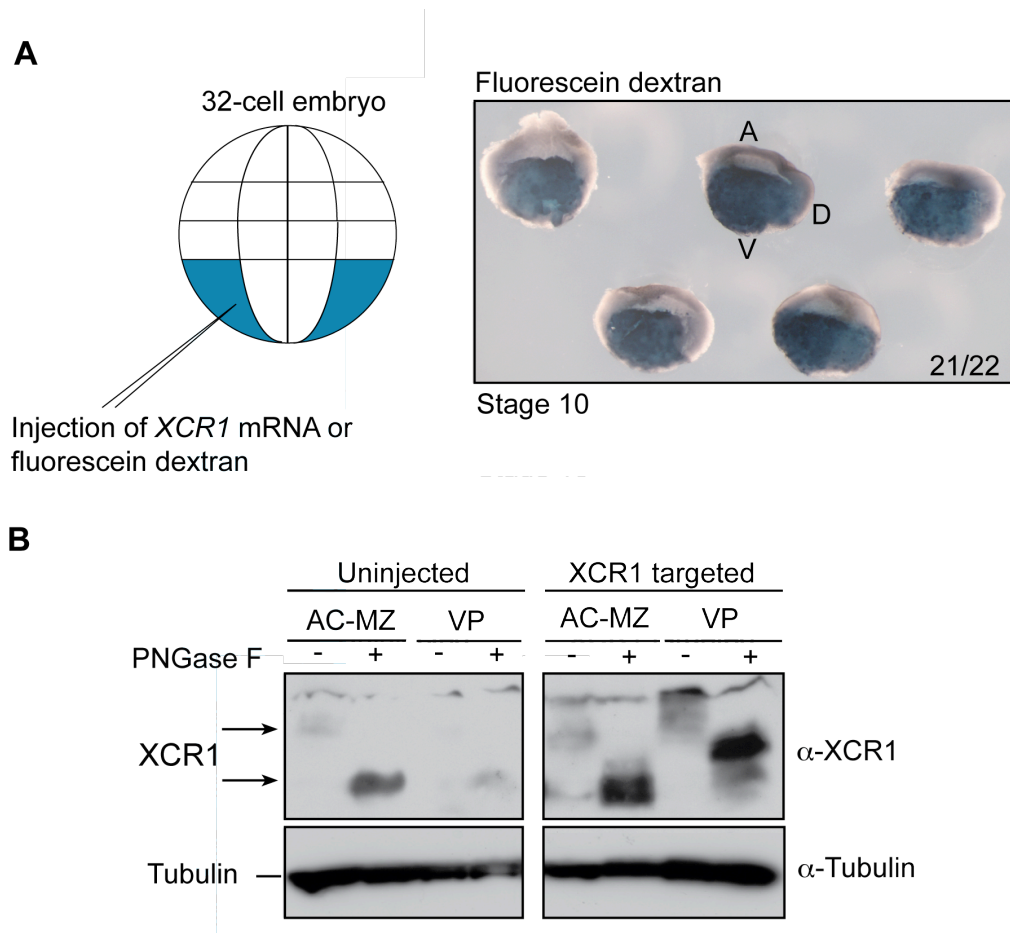 A
32-cell embryo
Injection of XCR1 mRNA or
fluorescein dextran
Fluorescein dextran
A
D
V
21/22
Stage 10
B
Uninjected
XCR1 targeted
AC-MZ VP AC-MZ VP
PNGase F - + - + - + - +
XCR1
α-XCR1
Tubulin
α-Tubulin